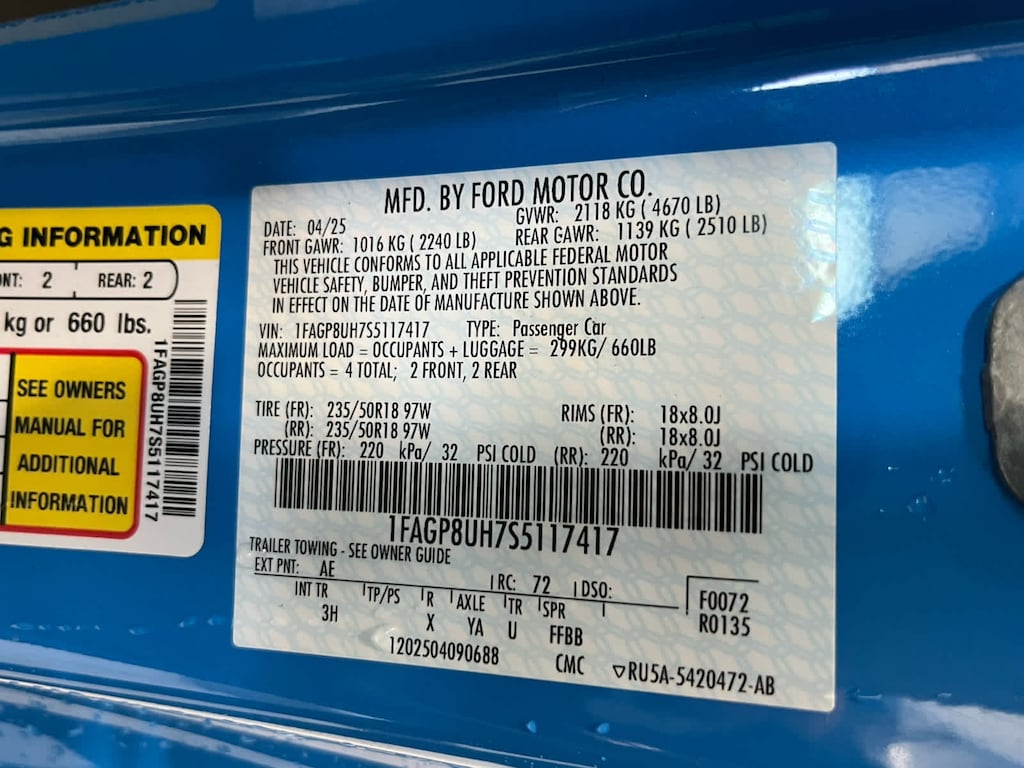 G INFORMATION
NT: 2 REAR: 2
kg or 660 lbs.
SEE OWNERS
MANUAL FOR
ADDITIONAL
INFORMATION
1FAGP8UH7S5117417
MFD. BY FORD MOTOR CO.
DATE: 04/25 GVWR: 2118 KG ( 4670 LB)
FRONT GAWR: 1016 KG ( 2240 LB) REAR GAWR: 1139 KG ( 2510 LB)
THIS VEHICLE CONFORMS TO ALL APPLICABLE FEDERAL MOTOR
VEHICLE SAFETY, BUMPER, AND THEFT PREVENTION STANDARDS
IN EFFECT ON THE DATE OF MANUFACTURE SHOWN ABOVE.
VIN: 1FAGP8UH7S5117417 TYPE: Passenger Car
MAXIMUM LOAD = OCCUPANTS + LUGGAGE = 299KG/ 660LB
OCCUPANTS = 4 TOTAL; 2 FRONT, 2 REAR
TIRE (FR): 235/50R18 97W RIMS (FR): 18x8.0J
(RR): 235/50R18 97W (RR): 18x8.0J
PRESSURE (FR): 220 kPa/ 32 PSI COLD (RR): 220 kPa/ 32 PSI COLD
1FAGP8UH7S5117417
TRAILER TOWING - SEE OWNER GUIDE
EXT PNT: AE RC: 72 DSO:
INT TR TP/PS R AXLE TR SPR F0072
3H X YA U FFBB R0135
1202504090688 CMC ▽RU5A-5420472-AB